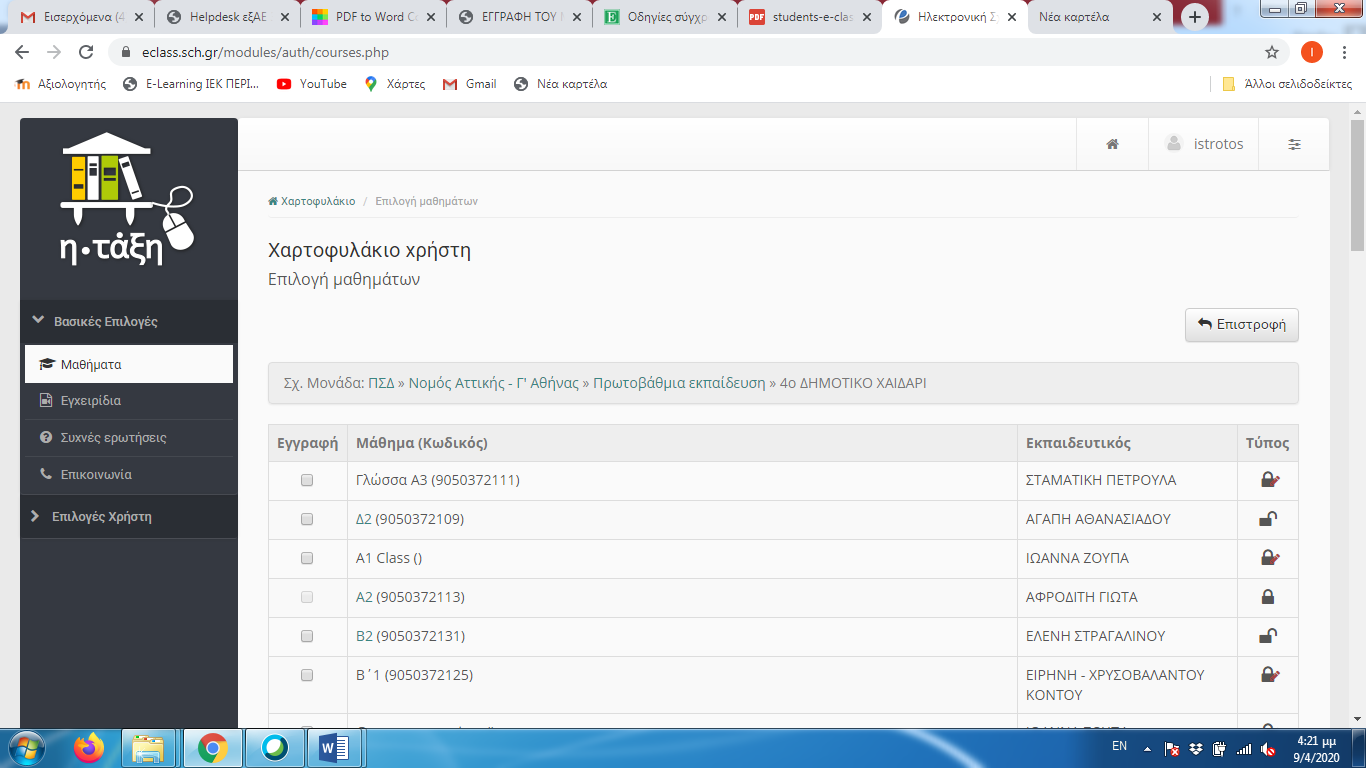 Εισερχόμενα (4
Helpdesk εξΑΕ
PDF to Word Co
ΕΓΓΡΑΦΗ ΤΟΥ
Οδηγίες σύγχρ
students-e-clas
Ηλεκτρονική Σχ
Νέα καρτέλα
eclass.sch.gr/modules/auth/courses.php
I
Αξιολογητής
E-Learning ΙΕΚ ΠΕΡΙ...
YouTube
Χάρτες
Gmail
Νέα καρτέλα
Άλλοι σελιδοδείκτες
η·τάξη
istrotos
Βασικές Επιλογές
Μαθήματα
Εγχειρίδια
Συχνές ερωτήσεις
Επικοινωνία
Επιλογές Χρήστη
Χαρτοφυλάκιο / Επιλογή μαθημάτων
Χαρτοφυλάκιο χρήστη
Επιλογή μαθημάτων
Επιστροφή
Σχ. Μονάδα: ΠΣΔ » Νομός Αττικής - Γ' Αθήνας » Πρωτοβάθμια εκπαίδευση » 4ο ΔΗΜΟΤΙΚΟ ΧΑΙΔΑΡΙ
Εγγραφή Μάθημα (Κωδικός) Εκπαιδευτικός Τύπος
Γλώσσα Α3 (9050372111) ΣΤΑΜΑΤΙΚΗ ΠΕΤΡΟΥΛΑ
Δ2 (9050372109) ΑΓΑΠΗ ΑΘΑΝΑΣΙΑΔΟΥ
A1 Class () ΙΩΑΝΝΑ ΖΟΥΠΑ
Α2 (9050372113) ΑΦΡΟΔΙΤΗ ΓΙΩΤΑ
Β2 (9050372131) ΕΛΕΝΗ ΣΤΡΑΓΑΛΙΝΟΥ
Β΄1 (9050372125) ΕΙΡΗΝΗ - ΧΡΥΣΟΒΑΛΑΝΤΟΥ
ΚΟΝΤΟΥ
EN
4:21 μμ
9/4/2020